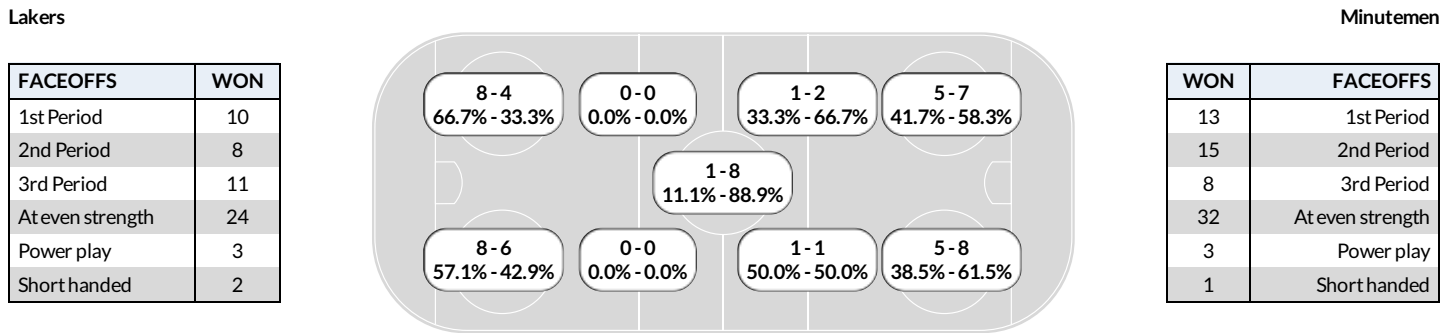 Lakers
Minutemen
FACEOFFS WON
1st Period 10
2nd Period 8
3rd Period 11
At even strength 24
Power play 3
Short handed 2
8 - 4
66.7% - 33.3%
0 - 0
0.0% - 0.0%
1 - 2
33.3% - 66.7%
5 - 7
41.7% - 58.3%
1 - 8
11.1% - 88.9%
8 - 6
57.1% - 42.9%
0 - 0
0.0% - 0.0%
1 - 1
50.0% - 50.0%
5 - 8
38.5% - 61.5%
WON FACEOFFS
13 1st Period
15 2nd Period
8 3rd Period
32 At even strength
3 Power play
1 Short handed